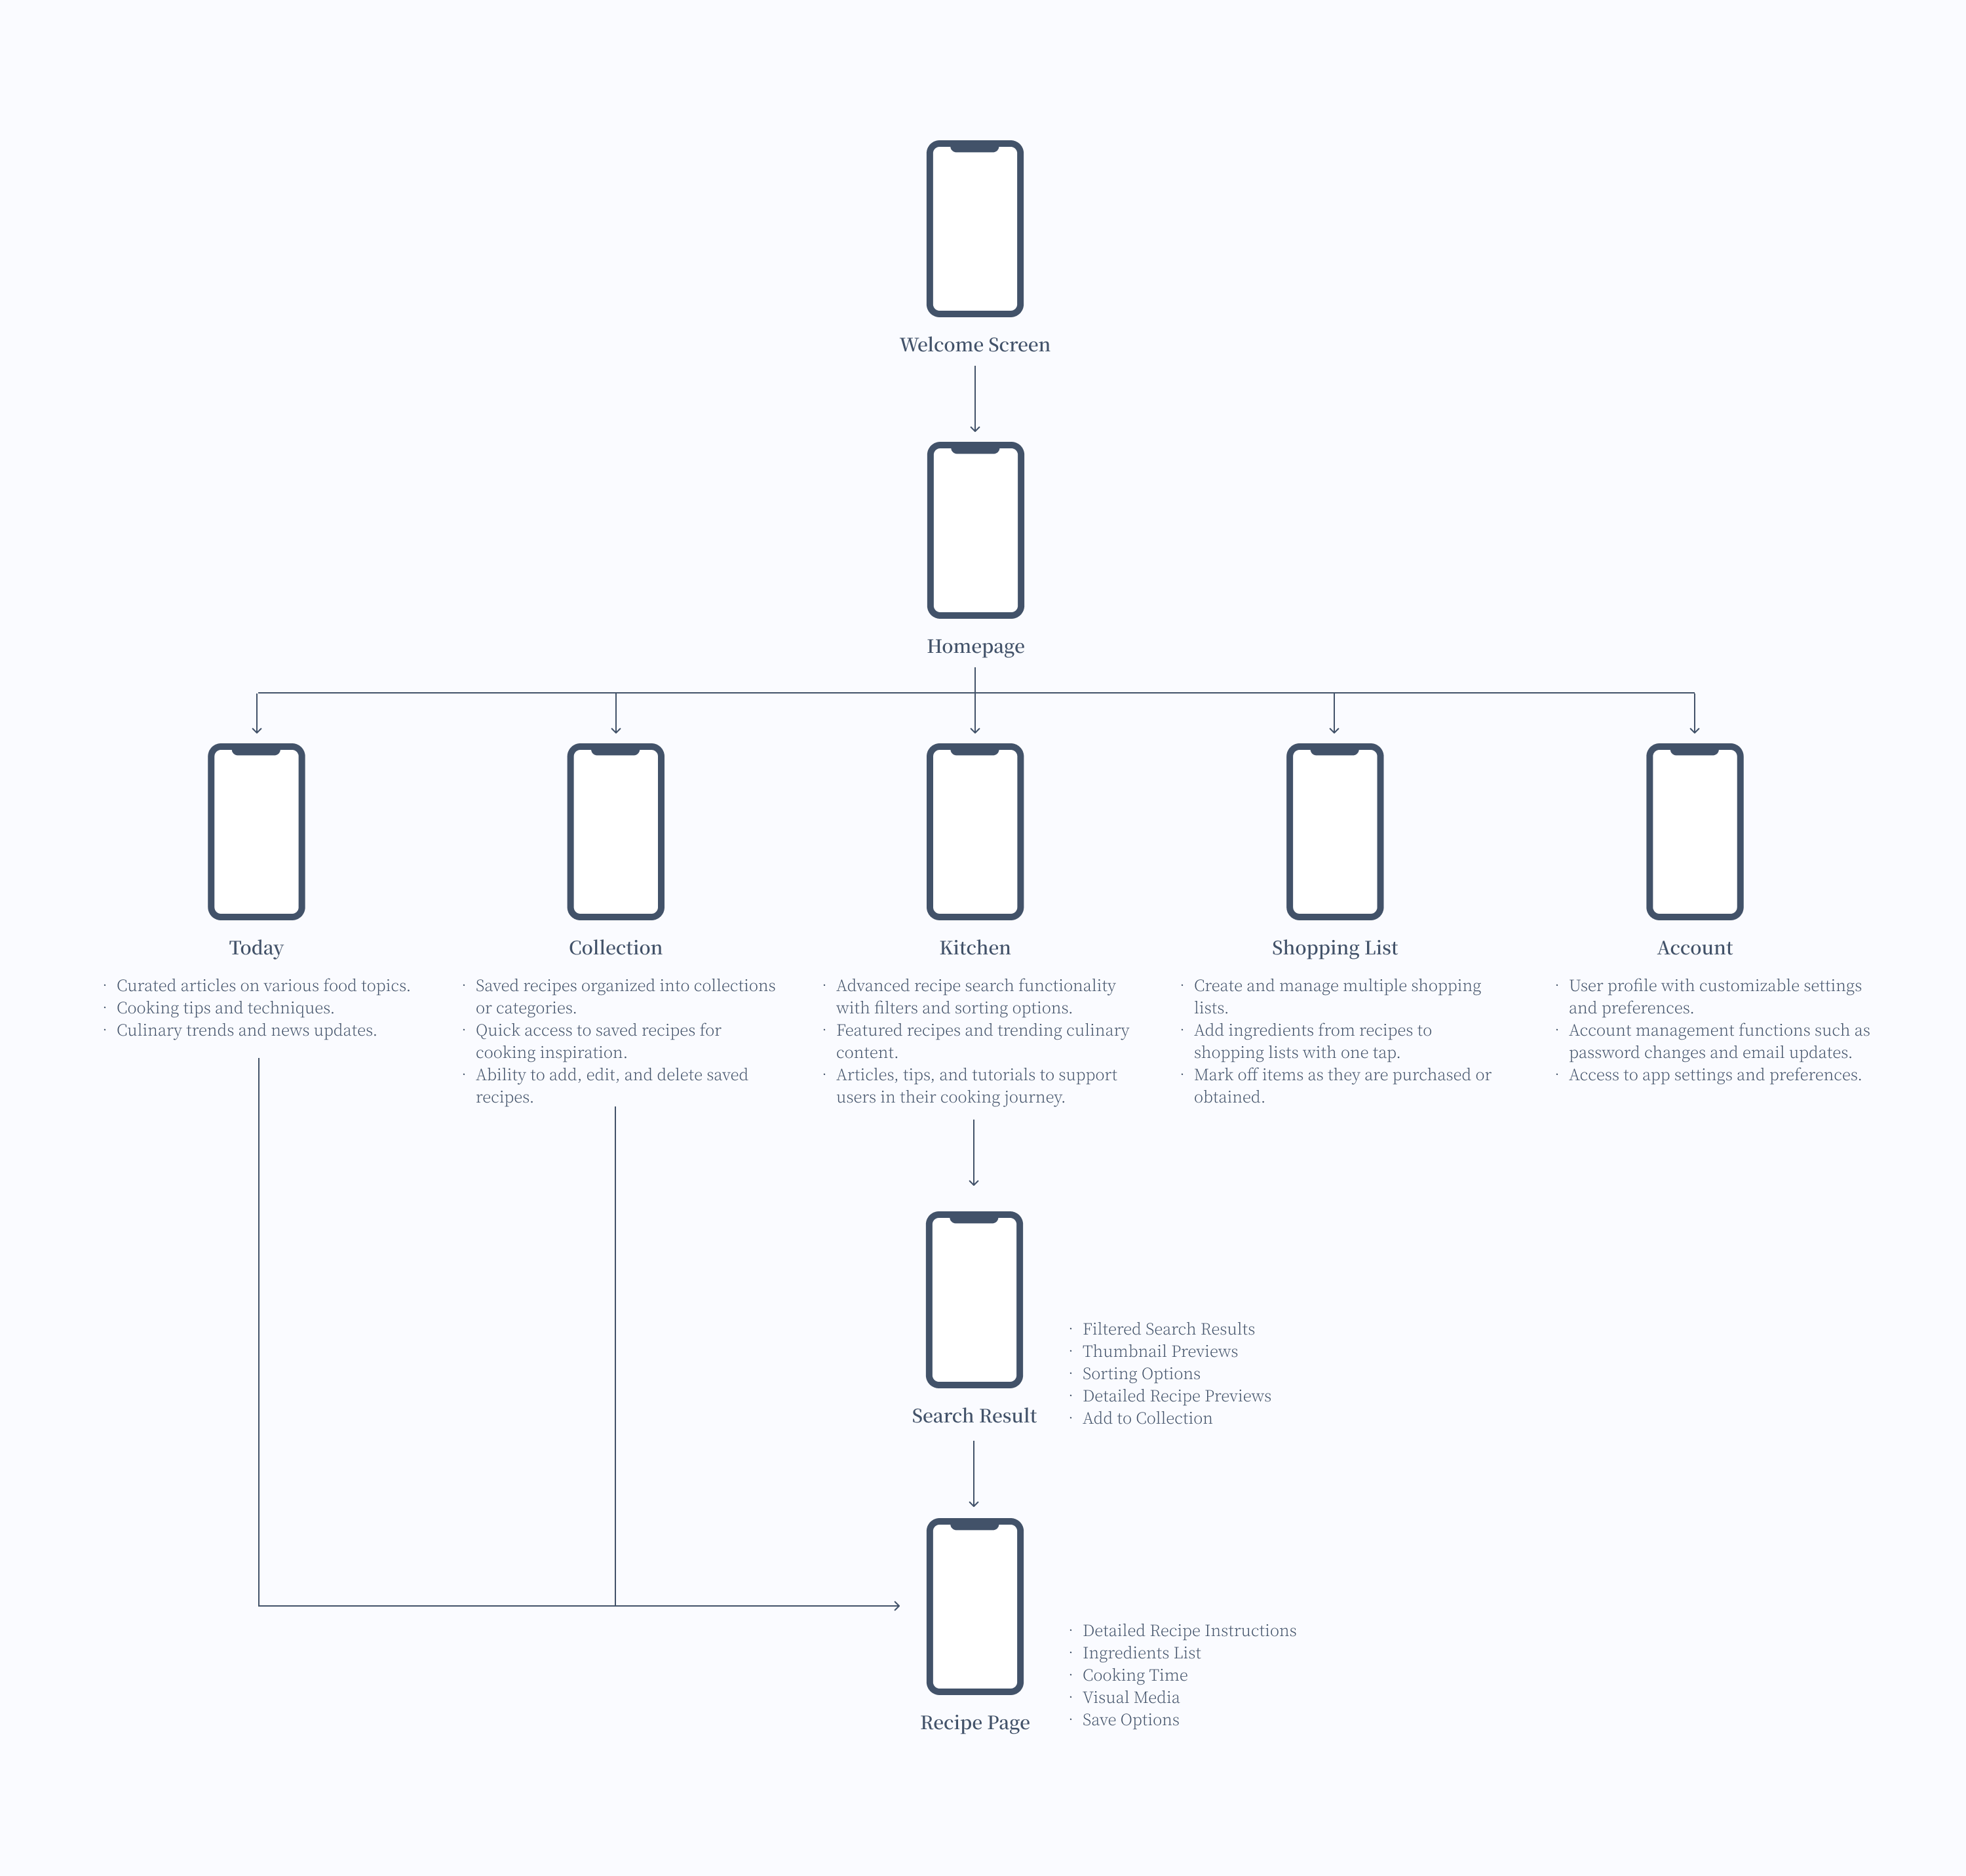 Welcome Screen
Homepage
Today
· Curated articles on various food topics.
· Cooking tips and techniques.
· Culinary trends and news updates.
Collection
· Saved recipes organized into collections
or categories.
· Quick access to saved recipes for
cooking inspiration.
· Ability to add, edit, and delete saved
recipes.
Kitchen
· Advanced recipe search functionality
with filters and sorting options.
· Featured recipes and trending culinary
content.
· Articles, tips, and tutorials to support
users in their cooking journey.
Shopping List
· Create and manage multiple shopping
lists.
· Add ingredients from recipes to
shopping lists with one tap.
· Mark off items as they are purchased or
obtained.
Account
· User profile with customizable settings
and preferences.
· Account management functions such as
password changes and email updates.
· Access to app settings and preferences.
Search Result
· Filtered Search Results
· Thumbnail Previews
· Sorting Options
· Detailed Recipe Previews
· Add to Collection
Recipe Page
· Detailed Recipe Instructions
· Ingredients List
· Cooking Time
· Visual Media
· Save Options